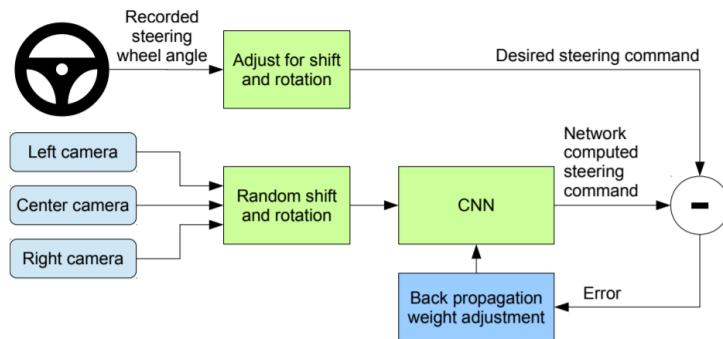 Recorded
steering
wheel angle
Adjust for shift
and rotation
Desired steering command
Left camera
Center camera
Right camera
Random shift
and rotation
CNN
Network
computed
steering
command
-
Back propagation
weight adjustment
Error